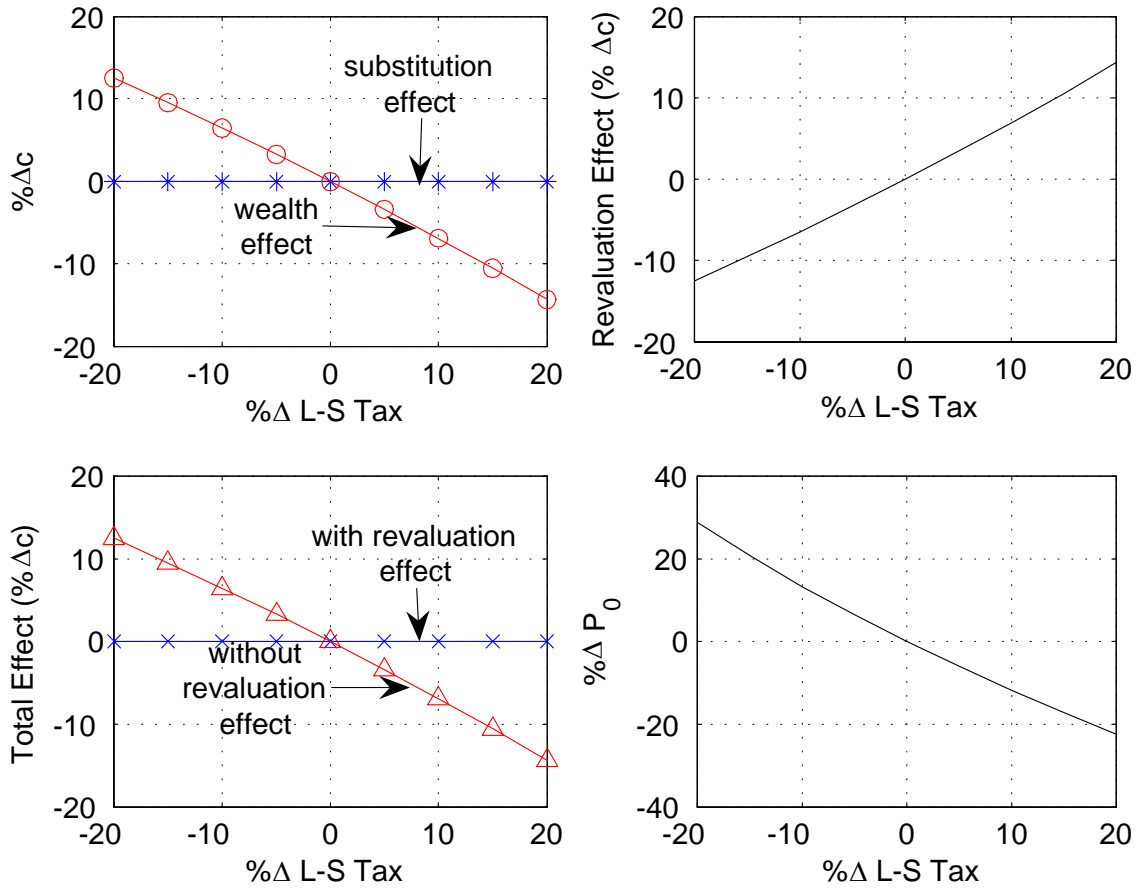 20
10
0
-10
-20
%Δc
substitution
effect
wealth
effect
-20
-10
0
10
20
%Δ L-S Tax
20
10
0
-10
-20
Revaluation Effect (% Δc)
-20
-10
0
10
20
%Δ L-S Tax
20
10
0
-10
-20
Total Effect (% Δc)
with revaluation
effect
without
revaluation
effect
-20
-10
0
10
20
%Δ L-S Tax
40
20
0
-20
-40
%Δ P_0
-20
-10
0
10
20
%Δ L-S Tax